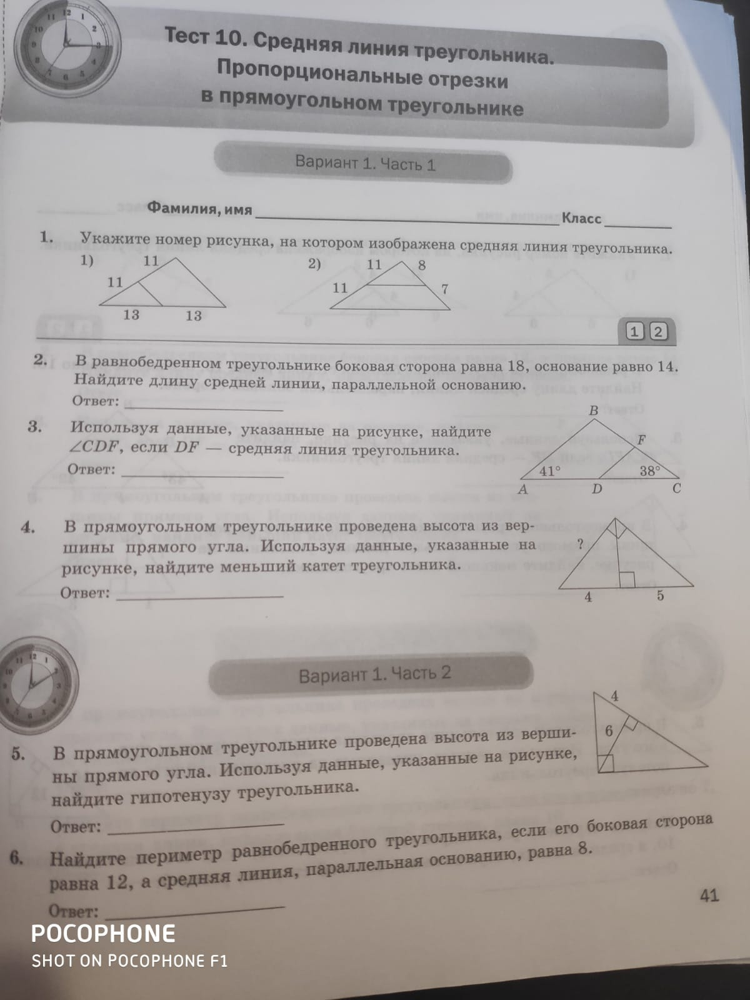 Тест 10. Средняя линия треугольника.
Пропорциональные отрезки
в прямоугольном треугольнике
Вариант 1. Часть 1
Фамилия, имя Класс
1. Укажите номер рисунка, на котором изображена средняя линия треугольника.
1) 11 11 13 13
2) 11 8 11 7
1 2
2. В равнобедренном треугольнике боковая сторона равна 18, основание равно 14.
Найдите длину средней линии, параллельной основанию.
Ответ:
3. Используя данные, указанные на рисунке, найдите
∠CDF, если DF — средняя линия треугольника.
Ответ:
B
F
41° 38°
A D C
4. В прямоугольном треугольнике проведена высота из вер-
шины прямого угла. Используя данные, указанные на
рисунке, найдите меньший катет треугольника.
Ответ:
?
4 5
Вариант 1. Часть 2
5. В прямоугольном треугольнике проведена высота из верши-
ны прямого угла. Используя данные, указанные на рисунке,
найдите гипотенузу треугольника.
Ответ:
4
6
6. Найдите периметр равнобедренного треугольника, если его боковая сторона
равна 12, а средняя линия, параллельная основанию, равна 8.
Ответ:
41
POCOPHONE
SHOT ON POCOPHONE F1